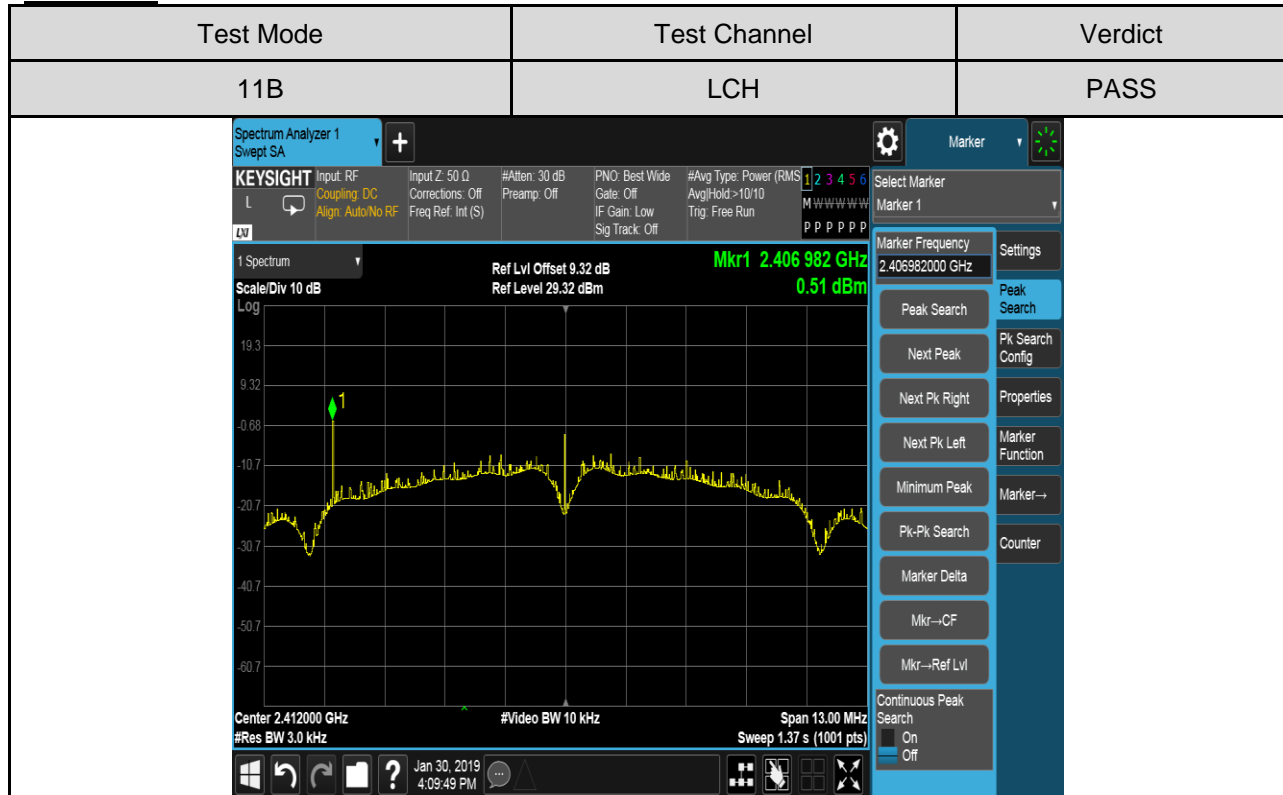 Test Mode Test Channel Verdict
11B LCH PASS
Spectrum Analyzer 1
Swept SA
+
Marker
KEYSIGHT
L
LXI
Input: RF
Coupling: DC
Align: Auto/No RF
Input Z: 50 Ω
Corrections: Off
Freq Ref: Int (S)
#Atten: 30 dB
Preamp: Off
PNO: Best Wide
Gate: Off
IF Gain: Low
Sig Track: Off
#Avg Type: Power (RMS
Avg|Hold:>10/10
Trig: Free Run
1 2 3 4 5 6
M W W W W W
P P P P P P
Select Marker
Marker 1
1 Spectrum
Scale/Div 10 dB
Ref Lvl Offset 9.32 dB
Ref Level 29.32 dBm
Mkr1 2.406 982 GHz
0.51 dBm
Log
19.3
9.32
-0.68
-10.7
-20.7
-30.7
-40.7
-50.7
-60.7
1
Center 2.412000 GHz
#Res BW 3.0 kHz
#Video BW 10 kHz
Span 13.00 MHz
Sweep 1.37 s (1001 pts)
Marker Frequency
2.406982000 GHz
Peak Search
Next Peak
Next Pk Right
Next Pk Left
Minimum Peak
Pk-Pk Search
Marker Delta
Mkr→CF
Mkr→Ref Lvl
Continuous Peak
Search
On
Off
Settings
Peak
Search
Pk Search
Config
Properties
Marker
Function
Marker→
Counter
?
Jan 30, 2019
4:09:49 PM